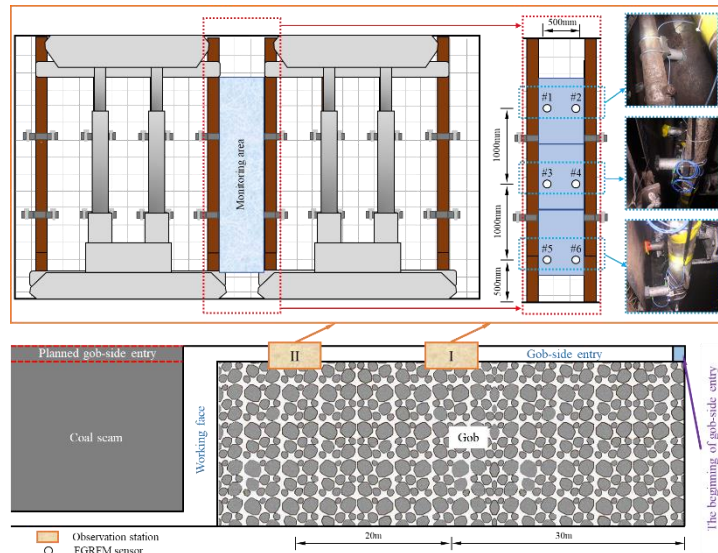 500mm
#1 #2
1000mm
#3 #4
1000mm
#5 #6
500mm
Monitoring area
Planned gob-side entry
II
I
Gob-side entry
Coal seam
Working face
Gob
The beginning of gob-side entry
Observation station
20m
30m
sensor